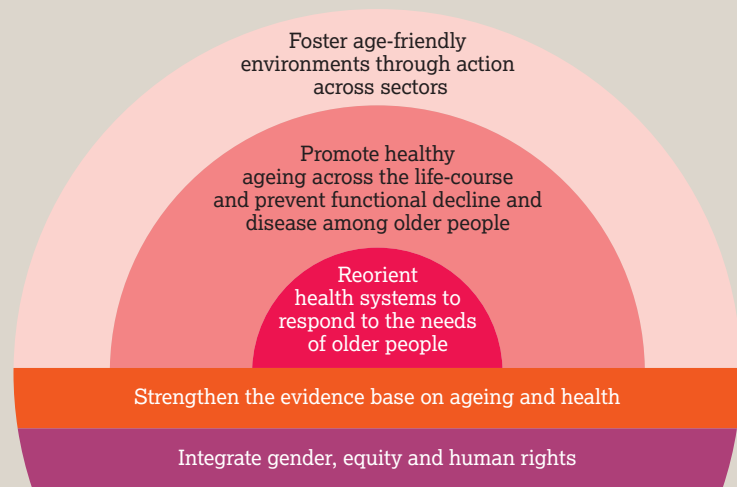 Foster age-friendly
environments through action
across sectors
Promote healthy
ageing across the life-course
and prevent functional decline and
disease among older people
Reorient
health systems to
respond to the needs
of older people
Strengthen the evidence base on ageing and health
Integrate gender, equity and human rights